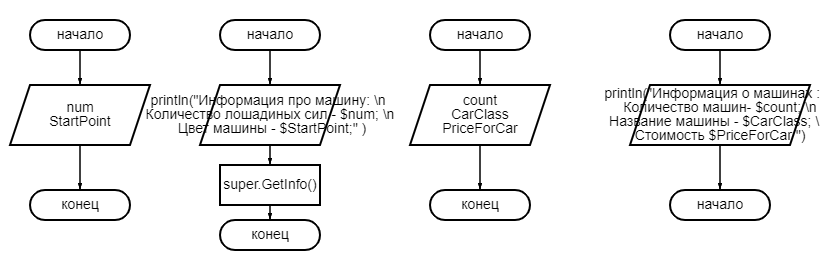 начало
num
StartPoint
конец
начало
println("Информация про машину: \n
Количество лошадиных сил - $num; \n
Цвет машины - $StartPoint;" )
super.GetInfo()
конец
начало
count
CarClass
PriceForCar
конец
начало
println("Информация о машинах :
Количество машин- $count; \n
Название машины - $CarClass; \
Стоимость $PriceForCar")
начало